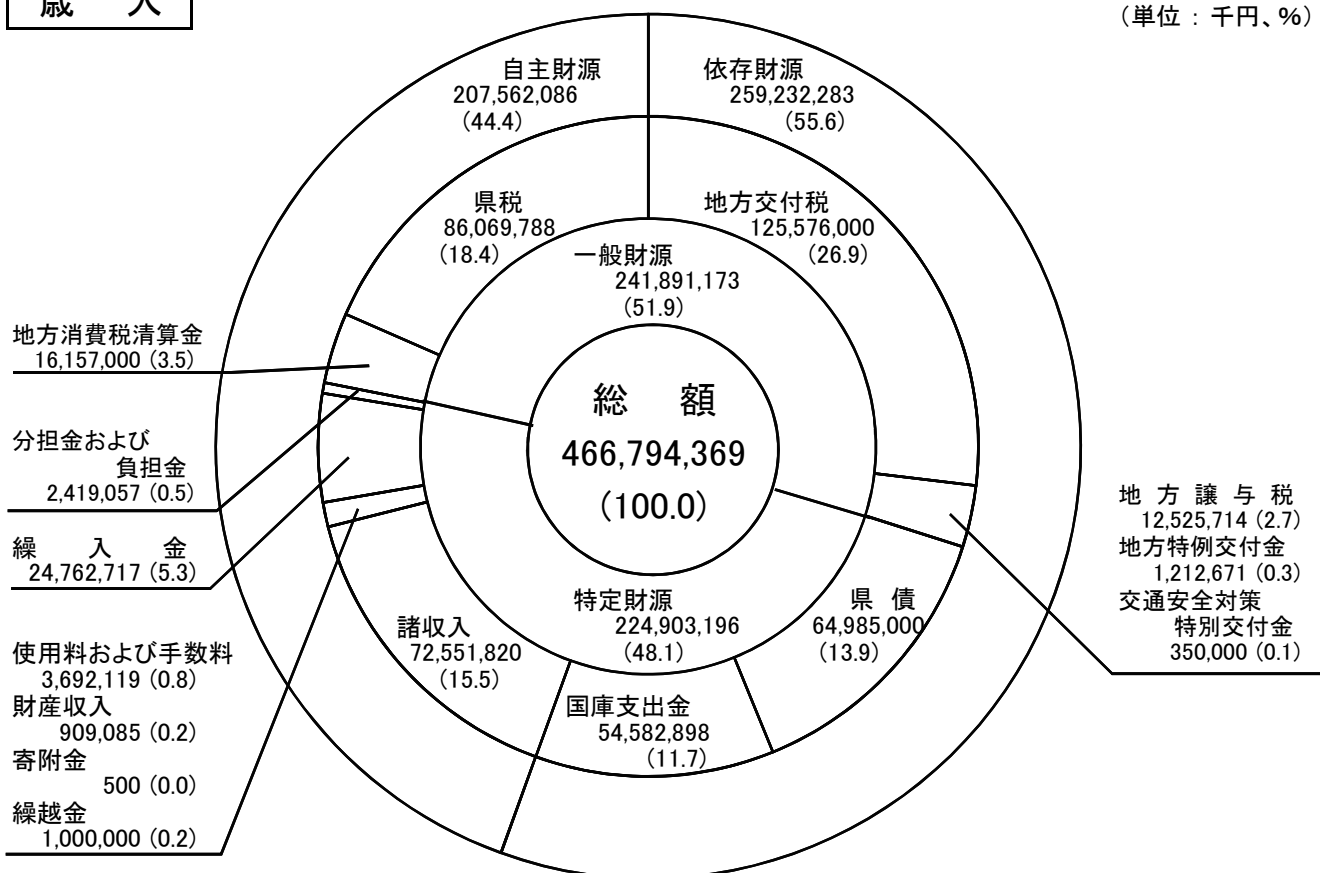 歳 入
(単位：千円、%)
自主財源
207,562,086
(44.4)
依存財源
259,232,283
(55.6)
県税
86,069,788
(18.4)
地方交付税
125,576,000
(26.9)
一般財源
241,891,173
(51.9)
総 額
466,794,369
(100.0)
地方消費税清算金
16,157,000 (3.5)
分担金および
負担金
2,419,057 (0.5)
繰 入 金
24,762,717 (5.3)
使用料および手数料
3,692,119 (0.8)
財産収入
909,085 (0.2)
寄附金
500 (0.0)
繰越金
1,000,000 (0.2)
諸収入
72,551,820
(15.5)
特定財源
224,903,196
(48.1)
国庫支出金
54,582,898
(11.7)
県 債
64,985,000
(13.9)
地 方 譲 与 税
12,525,714 (2.7)
地方特例交付金
1,212,671 (0.3)
交通安全対策
特別交付金
350,000 (0.1)